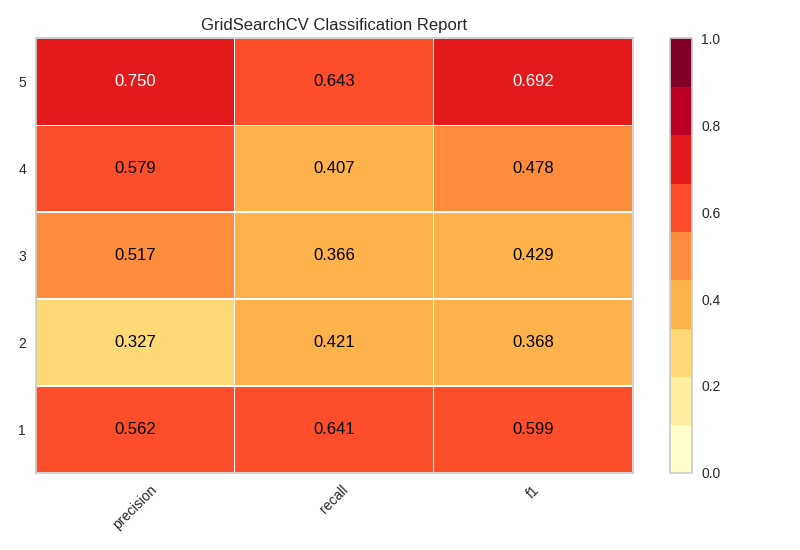 GridSearchCV Classification Report
5 0.750 0.643 0.692
4 0.579 0.407 0.478
3 0.517 0.366 0.429
2 0.327 0.421 0.368
1 0.562 0.641 0.599
precision recall f1
1.0
0.8
0.6
0.4
0.2
0.0